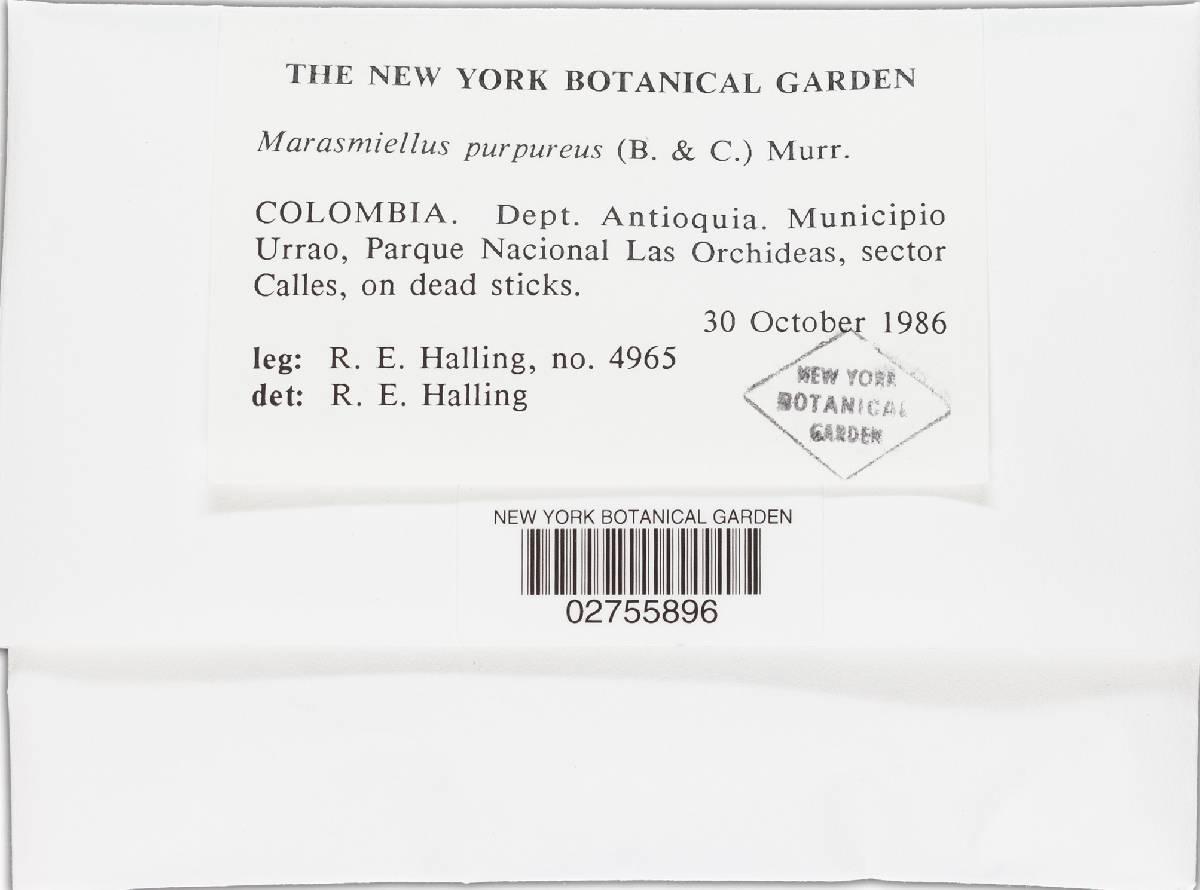 THE NEW YORK BOTANICAL GARDEN
Marasmiellus purpureus (B. & C.) Murr.
COLOMBIA. Dept. Antioquia. Municipio
Urrao, Parque Nacional Las Orchideas, sector
Calles, on dead sticks.
30 October 1986
leg: R. E. Halling, no. 4965
det: R. E. Halling
NEW YORK
BOTANICAL
GARDEN
NEW YORK BOTANICAL GARDEN
02755896